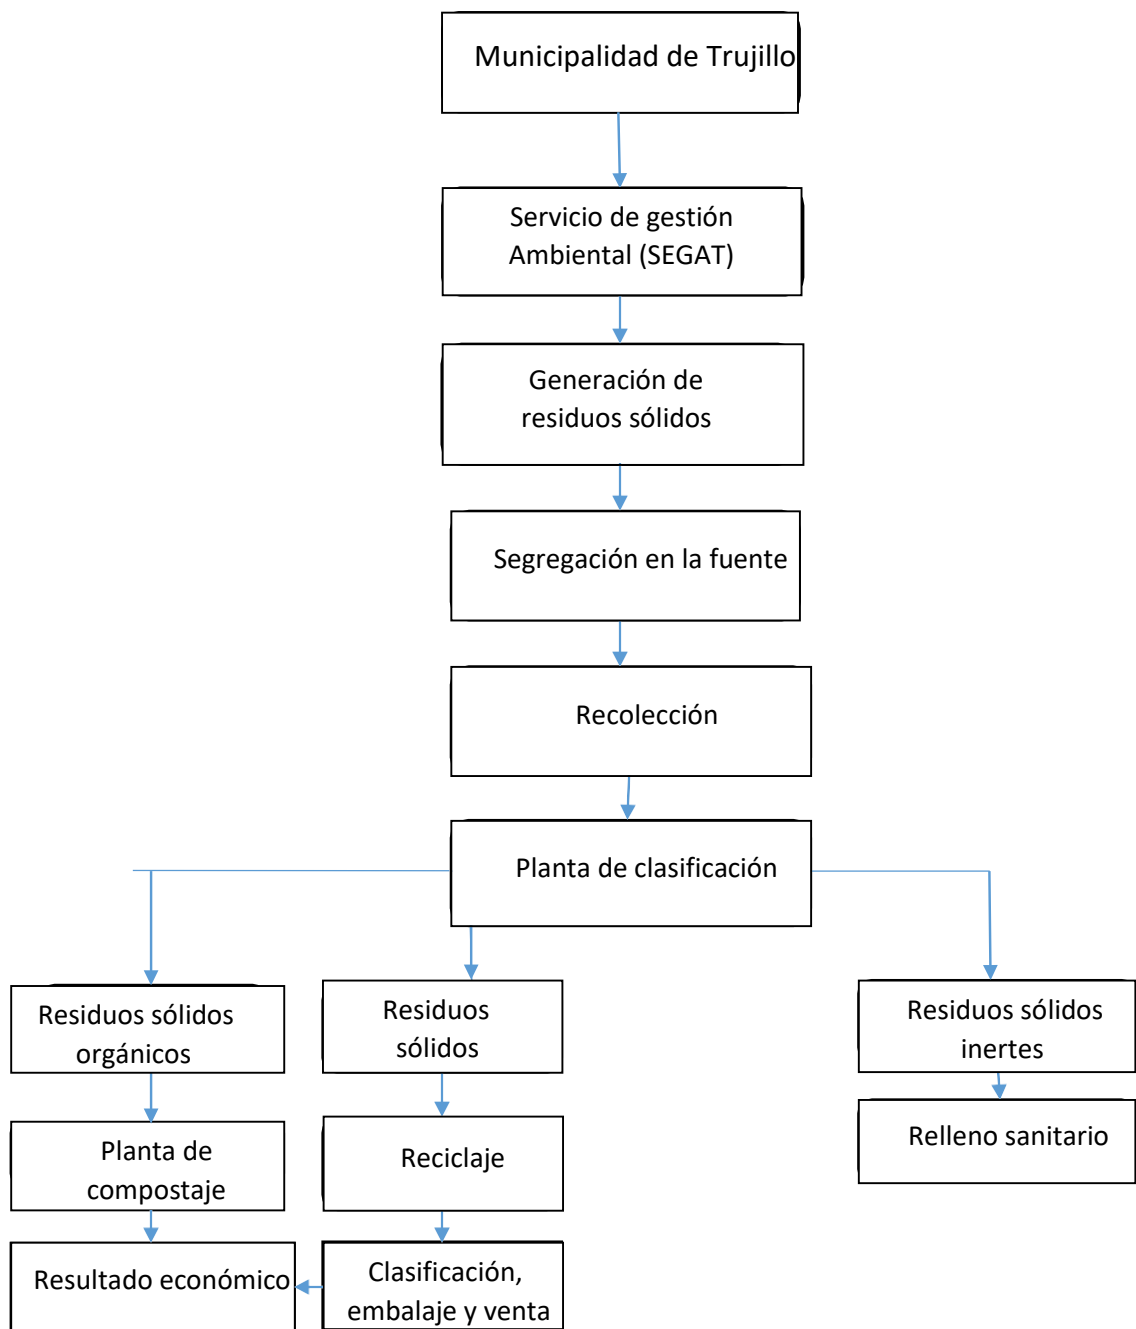 Municipalidad de Trujillo
Servicio de gestión
Ambiental (SEGAT)
Generación de
residuos sólidos
Segregación en la fuente
Recolección
Planta de clasificación
Residuos sólidos
orgánicos
Residuos
sólidos
Residuos sólidos
inertes
Planta de
compostaje
Reciclaje
Relleno sanitario
Resultado económico
Clasificación,
embalaje y venta